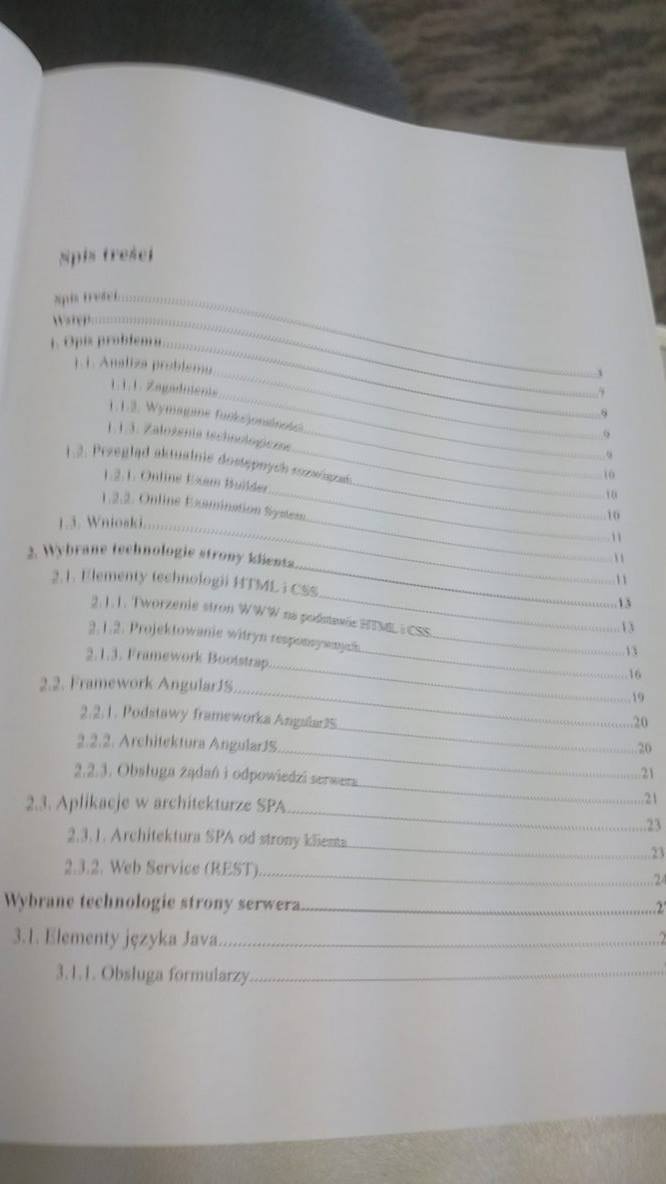 Spis treści
Spis treści 3
Wstęp 7
1. Opis problemu 9
1.1. Analiza problemu 9
1.1.1. Zagadnienie 9
1.1.2. Wymagane funkcjonalności 10
1.1.3. Założenia technologiczne 10
1.2. Przegląd aktualnie dostępnych rozwiązań 10
1.2.1. Online Exam Builder 11
1.2.2. Online Examination System 11
1.3. Wnioski 11
2. Wybrane technologie strony klienta 13
2.1. Elementy technologii HTML i CSS 13
2.1.1. Tworzenie stron WWW na podstawie HTML i CSS 13
2.1.2. Projektowanie witryn responsywnych 16
2.1.3. Framework Bootstrap 19
2.2. Framework AngularJS 20
2.2.1. Podstawy frameworka AngularJS 20
2.2.2. Architektura AngularJS 21
2.2.3. Obsługa żądań i odpowiedzi serwera 21
2.3. Aplikacje w architekturze SPA 23
2.3.1. Architektura SPA od strony klienta 23
2.3.2. Web Service (REST) 24
Wybrane technologie strony serwera
3.1. Elementy języka Java
3.1.1. Obsługa formularzy